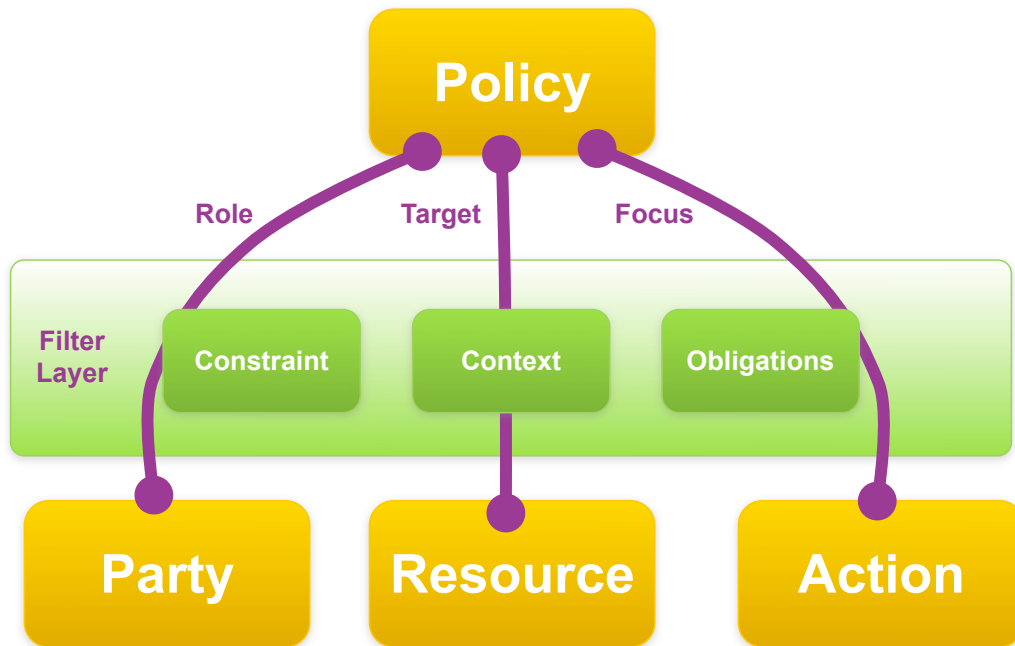 Policy
Role
Target
Focus
Filter
Layer
Constraint
Context
Obligations
Party
Resource
Action